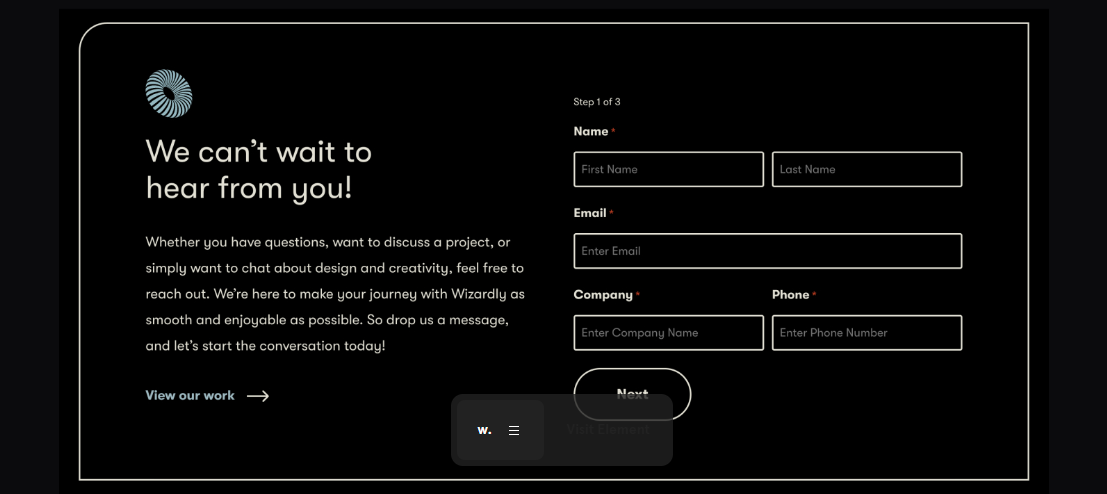 We can't wait to
hear from you!
Whether you have questions, want to discuss a project, or
simply want to chat about design and creativity, feel free to
reach out. We're here to make your journey with Wizardly as
smooth and enjoyable as possible. So drop us a message,
and let's start the conversation today!
View our work
Step 1 of 3
Name *
First Name
Last Name
Email *
Enter Email
Company *
Phone *
Enter Company Name
Enter Phone Number
Next
w.
Visit Element